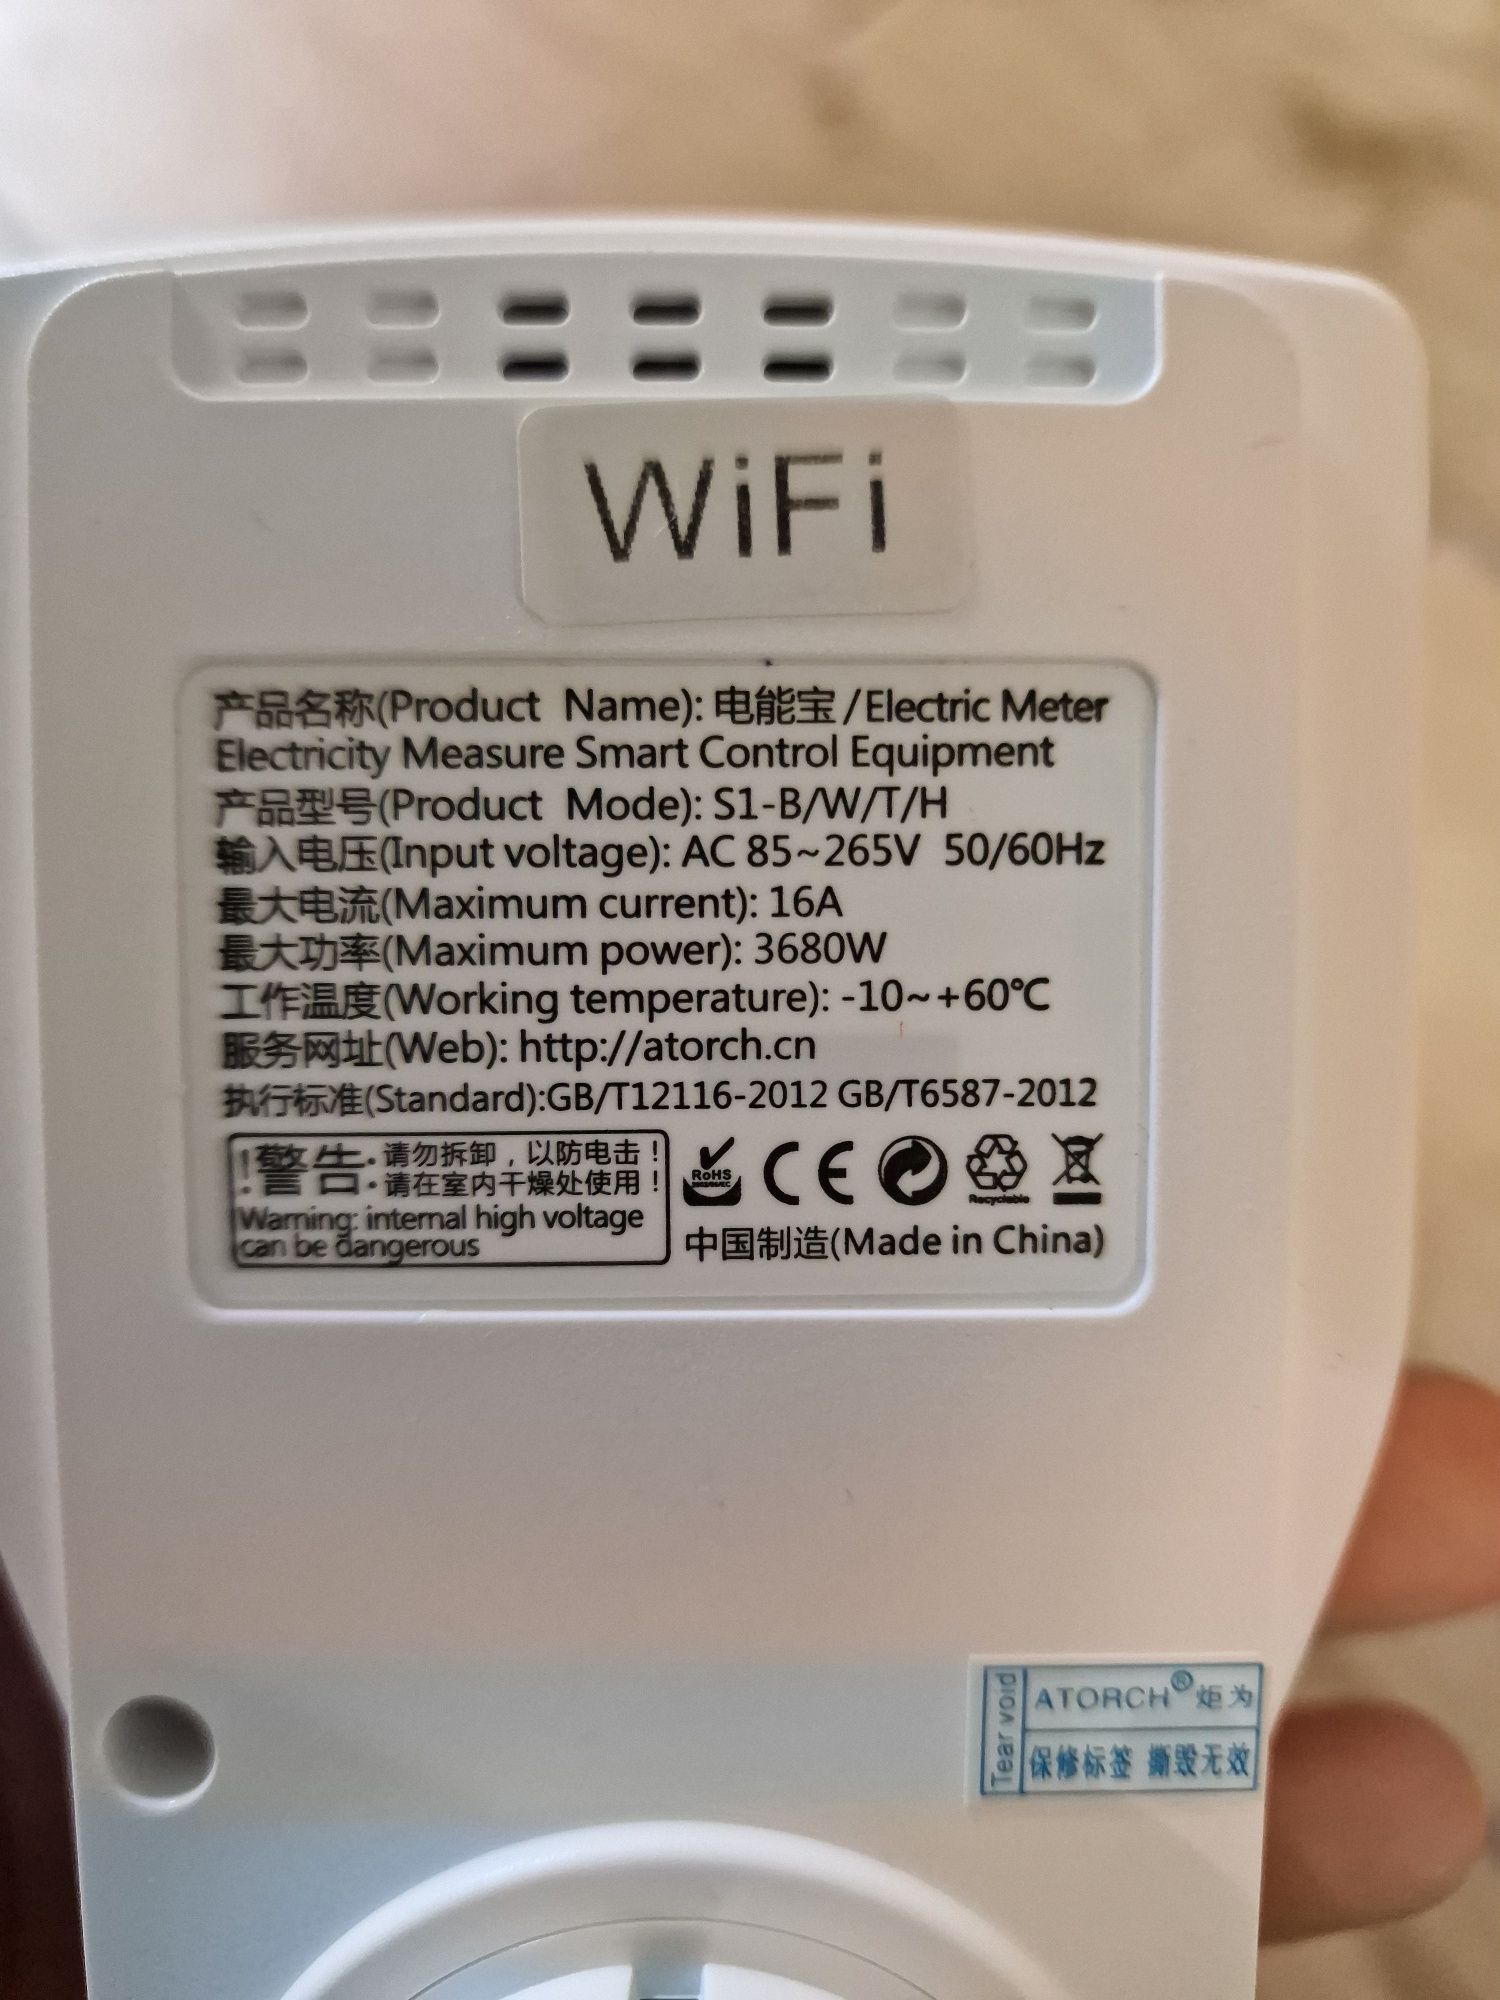 WiFi
产品名称(Product Name): 电能宝/Electric Meter
Electricity Measure Smart Control Equipment
产品型号(Product Mode): S1-B/W/T/H
输入电压(Input voltage): AC 85~265V 50/60Hz
最大电流(Maximum current): 16A
最大功率(Maximum power): 3680W
工作温度(Working temperature): -10~+60℃
服务网址(Web): http://atorch.cn
执行标准(Standard):GB/T12116-2012 GB/T6587-2012
!警告: 请勿拆卸，以防电击！
请在室内干燥处使用！
Warning: internal high voltage
can be dangerous
RoHS
CE
Recyclable
中国制造(Made in China)
Tear void
ATORCH® 炬为
保修标签 撕毁无效